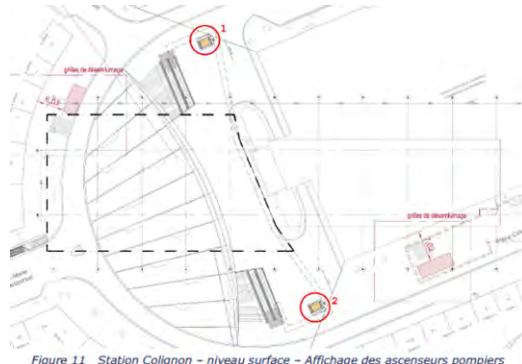 1
grilles de désenfumage
grilles de désenfumage
2
Figure 11 Station Colignon – niveau surface – Affichage des ascenseurs pompiers